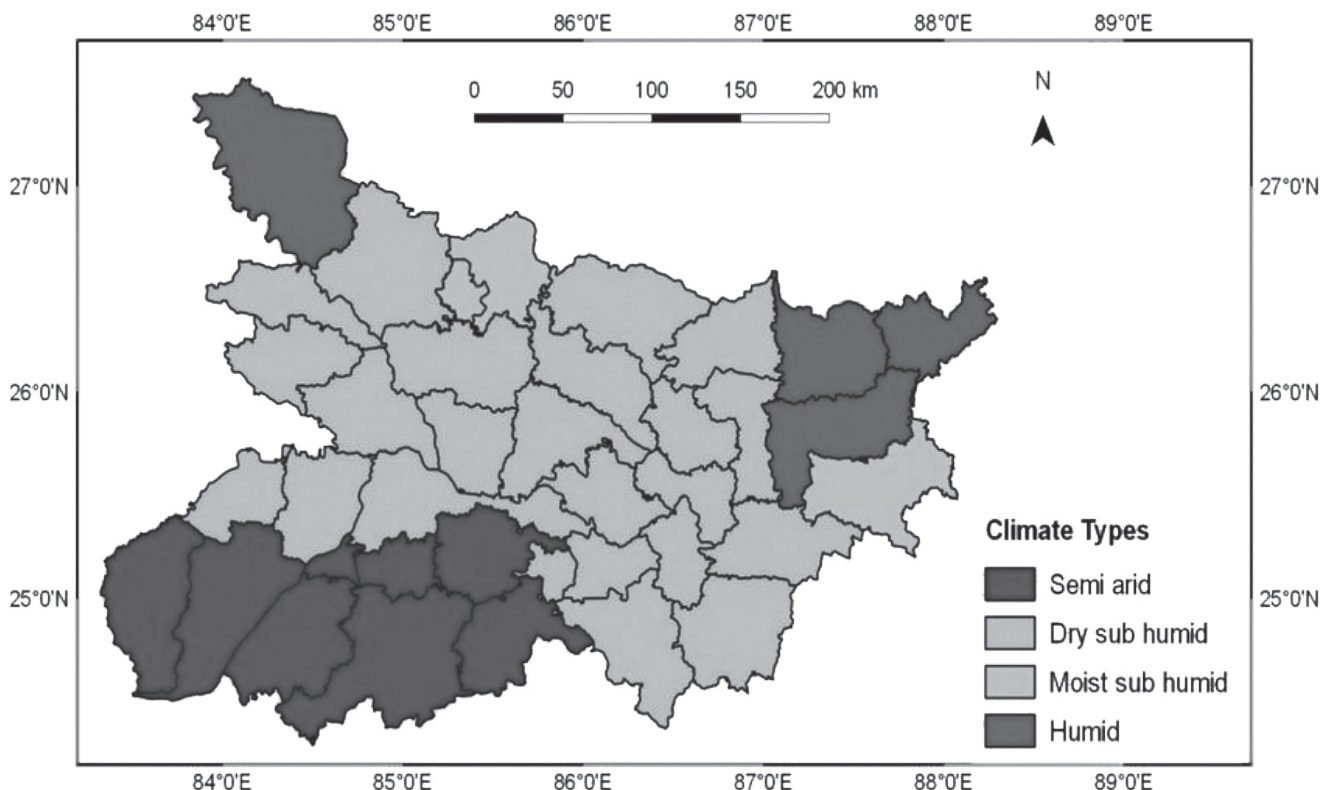 84°0'E 85°0'E 86°0'E 87°0'E 88°0'E 89°0'E
0 50 100 150 200 km
N
27°0'N 27°0'N
26°0'N 26°0'N
25°0'N 25°0'N
Climate Types
Semi arid
Dry sub humid
Moist sub humid
Humid
84°0'E 85°0'E 86°0'E 87°0'E 88°0'E 89°0'E